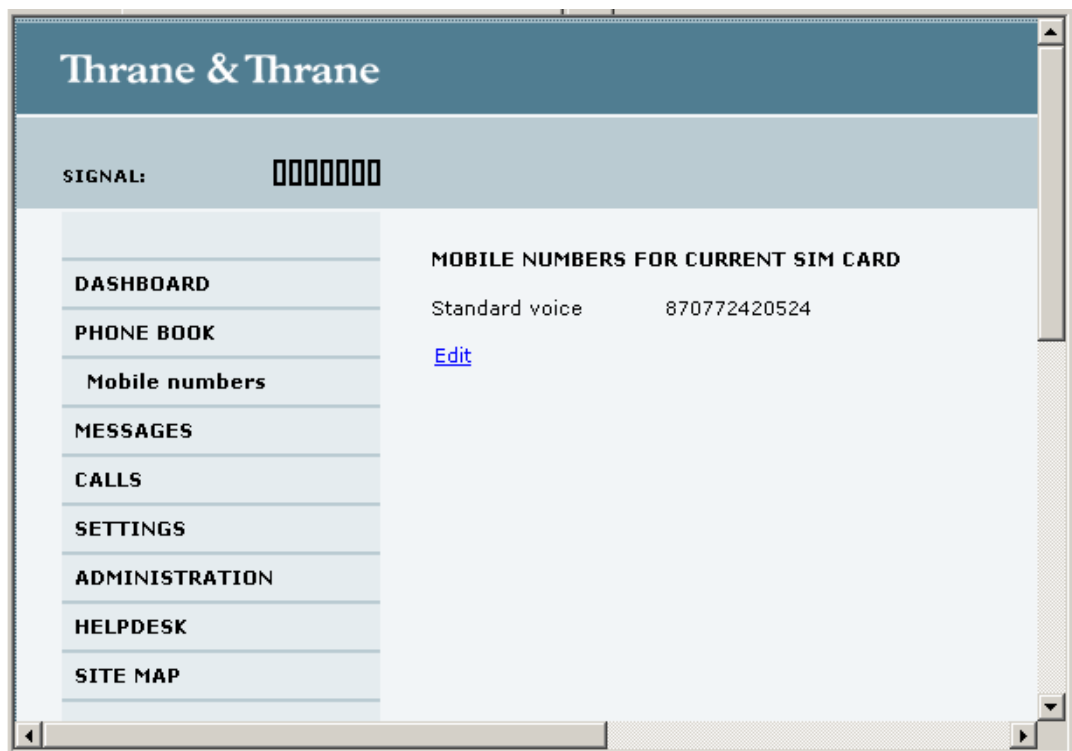 Thrane & Thrane
SIGNAL:
DASHBOARD
PHONE BOOK
Mobile numbers
MESSAGES
CALLS
SETTINGS
ADMINISTRATION
HELPDESK
SITE MAP
MOBILE NUMBERS FOR CURRENT SIM CARD
Standard voice 870772420524
Edit